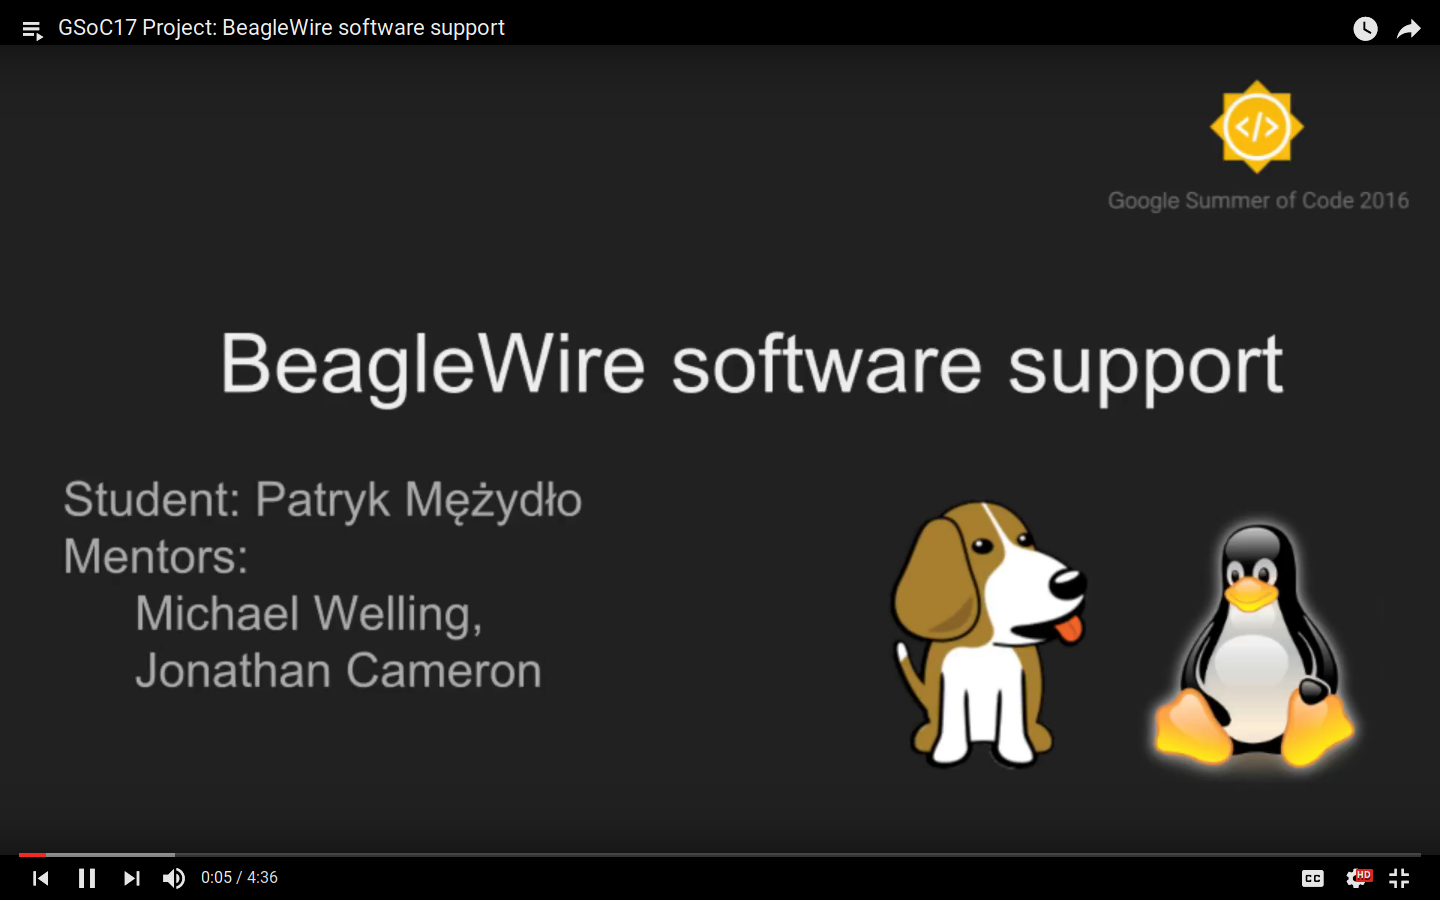 GSoC17 Project: BeagleWire software support
</>
Google Summer of Code 2016
BeagleWire software support
Student: Patryk Mężydło
Mentors:
Michael Welling,
Jonathan Cameron
0:05 / 4:36
CC
HD